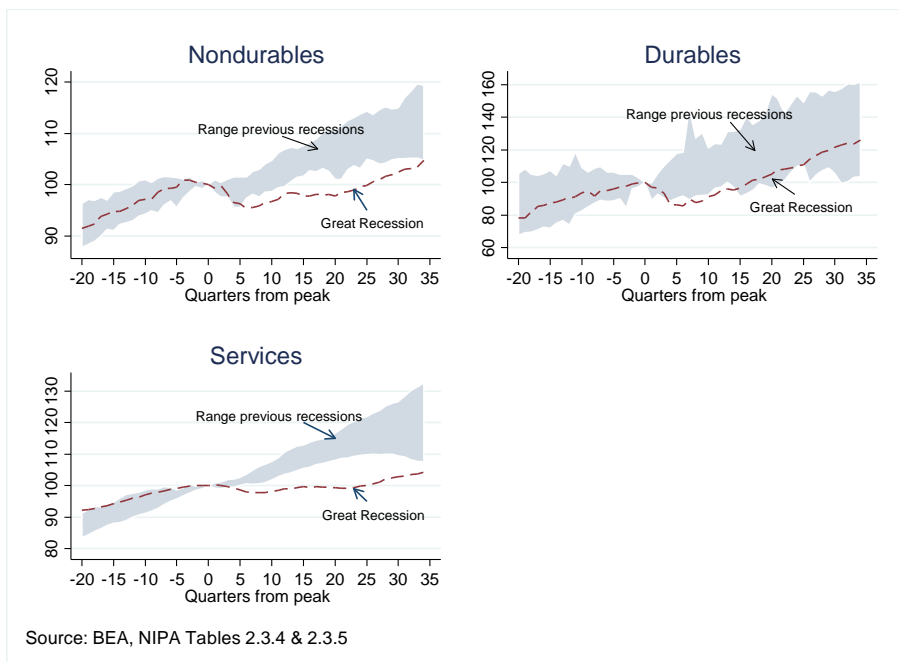 Nondurables
120
110
100
90
Range previous recessions
Great Recession
-20 -15 -10 -5 0 5 10 15 20 25 30 35
Quarters from peak
Durables
160
140
120
100
80
60
Range previous recessions
Great Recession
-20 -15 -10 -5 0 5 10 15 20 25 30 35
Quarters from peak
Services
130
120
110
100
90
80
Range previous recessions
Great Recession
-20 -15 -10 -5 0 5 10 15 20 25 30 35
Quarters from peak
Source: BEA, NIPA Tables 2.3.4 & 2.3.5